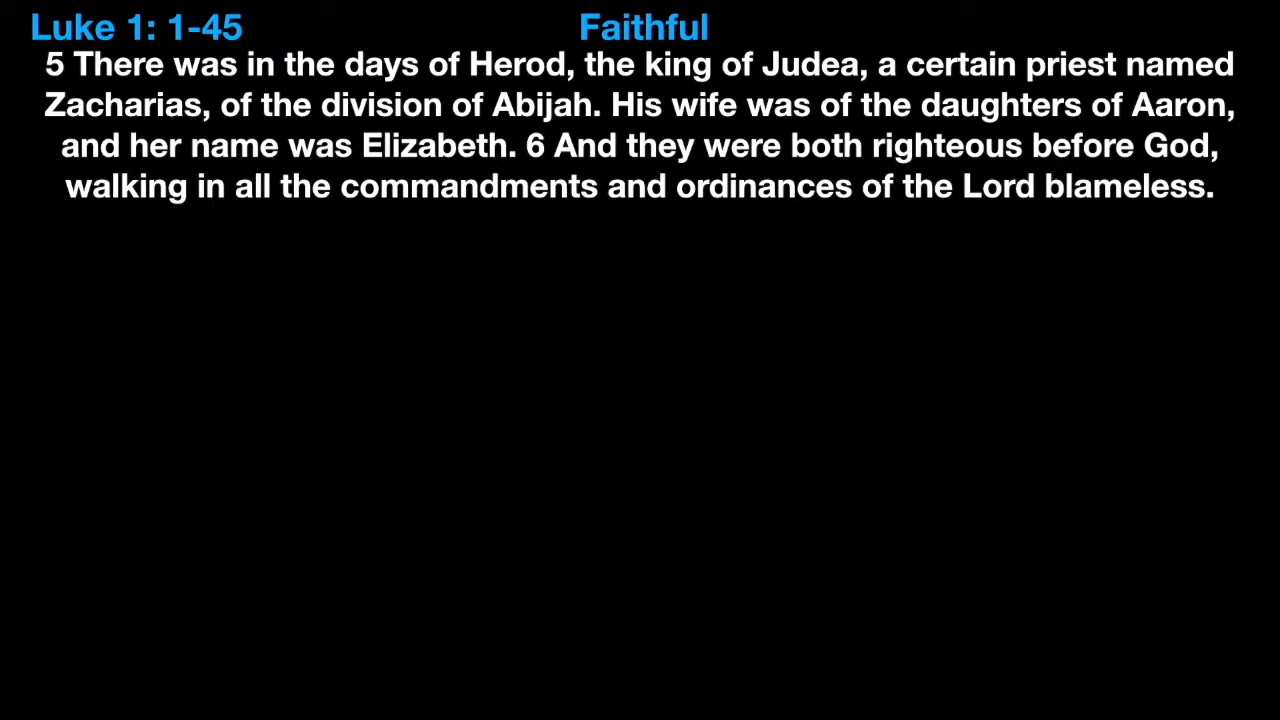 Luke 1: 1-45 Faithful
5 There was in the days of Herod, the king of Judea, a certain priest named
Zacharias, of the division of Abijah. His wife was of the daughters of Aaron,
and her name was Elizabeth. 6 And they were both righteous before God,
walking in all the commandments and ordinances of the Lord blameless.